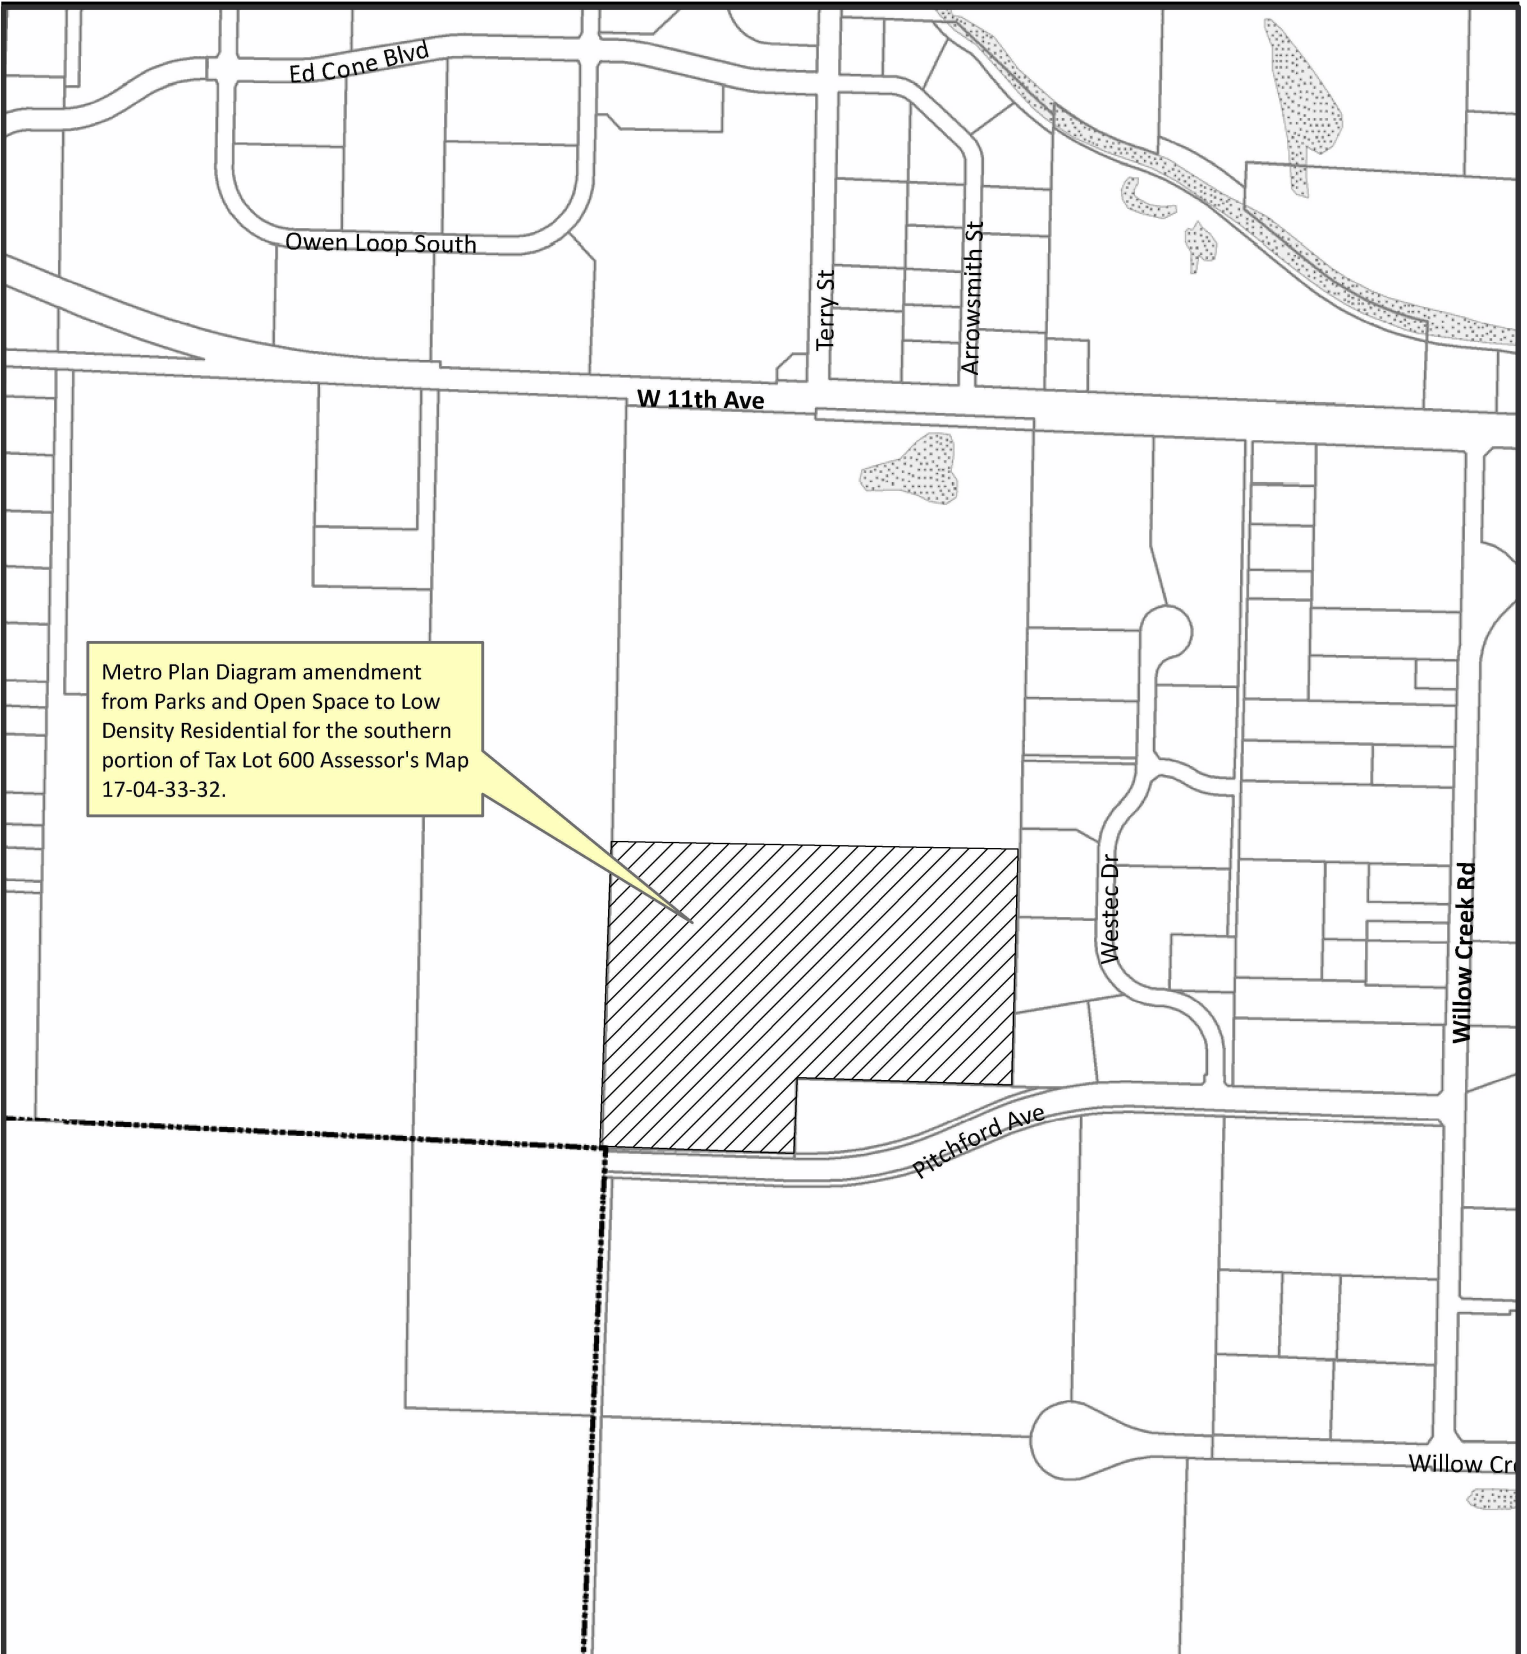 Ed Cone Blvd
Owen Loop South
Terry St
Arrowsmith St
W 11th Ave
Metro Plan Diagram amendment
from Parks and Open Space to Low
Density Residential for the southern
portion of Tax Lot 600 Assessor's Map
17-04-33-32.
Westec Dr
Willow Creek Rd
Pitchford Ave
Willow Cre